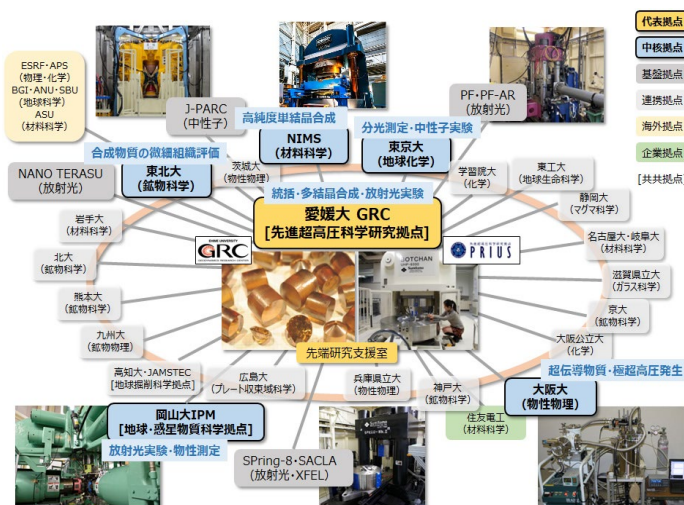 代表拠点
中核拠点
基盤拠点
連携拠点
海外拠点
企業拠点
[共共拠点]
ESRF・APS
(物理・化学)
BGI・ANU・SBU
(地球科学)
ASU
(材料科学)
J-PARC
(中性子)
高純度単結晶合成
NIMS
(材料科学)
分光測定・中性子実験
東京大
(地球化学)
PF・PF-AR
(放射光)
合成物質の微細組織評価
東北大
(鉱物科学)
茨城大
(物性物理)
NANO TERASU
(放射光)
学習院大
(化学)
東工大
(地球生命科学)
静岡大
(マグマ科学)
統括・多結晶合成・放射光実験
愛媛大 GRC
[先進超高圧科学研究拠点]
岩手大
(材料科学)
名古屋大・岐阜大
(材料科学)
EHIME UNIVERSITY
GRC
PRIUS
BOTCHAN
北大
(鉱物科学)
滋賀県立大
(ガラス科学)
熊本大
(鉱物科学)
京大
(鉱物科学)
九州大
(鉱物物理)
大阪公立大
(化学)
先端研究支援室
高知大・JAMSTEC
[地球掘削科学拠点]
広島大
(プレート収束域科学)
兵庫県立大
(物性物理)
神戸大
(鉱物科学)
超伝導物質・極超高圧発生
大阪大
(物性物理)
岡山大IPM
[地球・惑星物質科学拠点]
放射光実験・物性測定
住友電工
(材料科学)
SPring-8・SACLA
(放射光・XFEL)